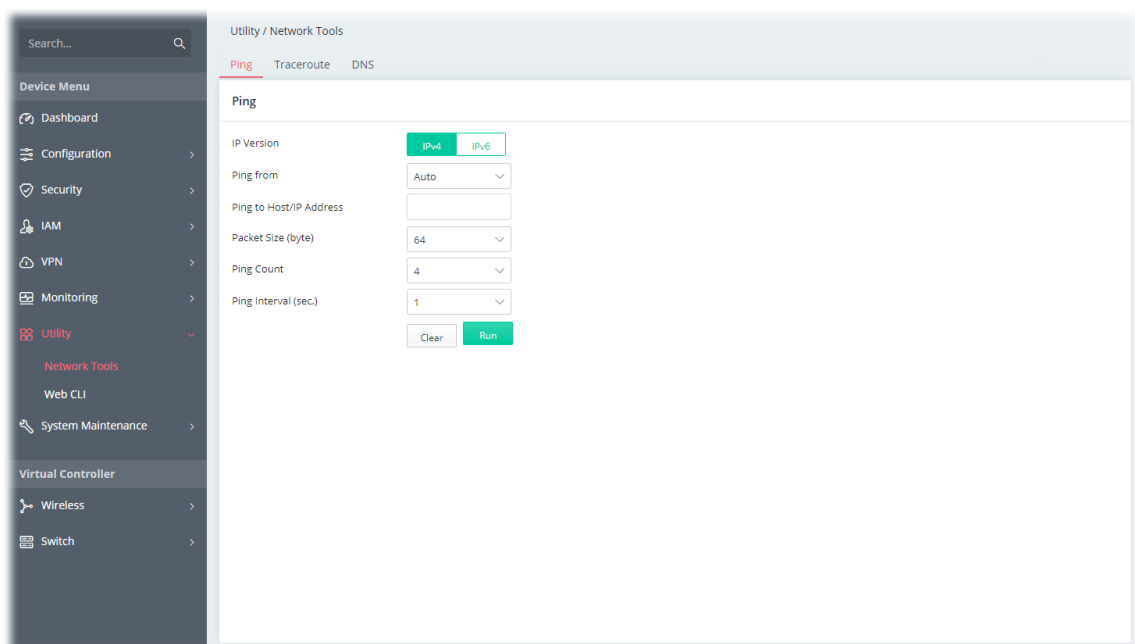 Search...
Device Menu
Dashboard
Configuration
Security
IAM
VPN
Monitoring
Utility
Network Tools
Web CLI
System Maintenance
Virtual Controller
Wireless
Switch
Utility / Network Tools
Ping Traceroute DNS
Ping
IP Version IPv4 IPv6
Ping from Auto
Ping to Host/IP Address
Packet Size (byte) 64
Ping Count 4
Ping Interval (sec.) 1
Clear Run